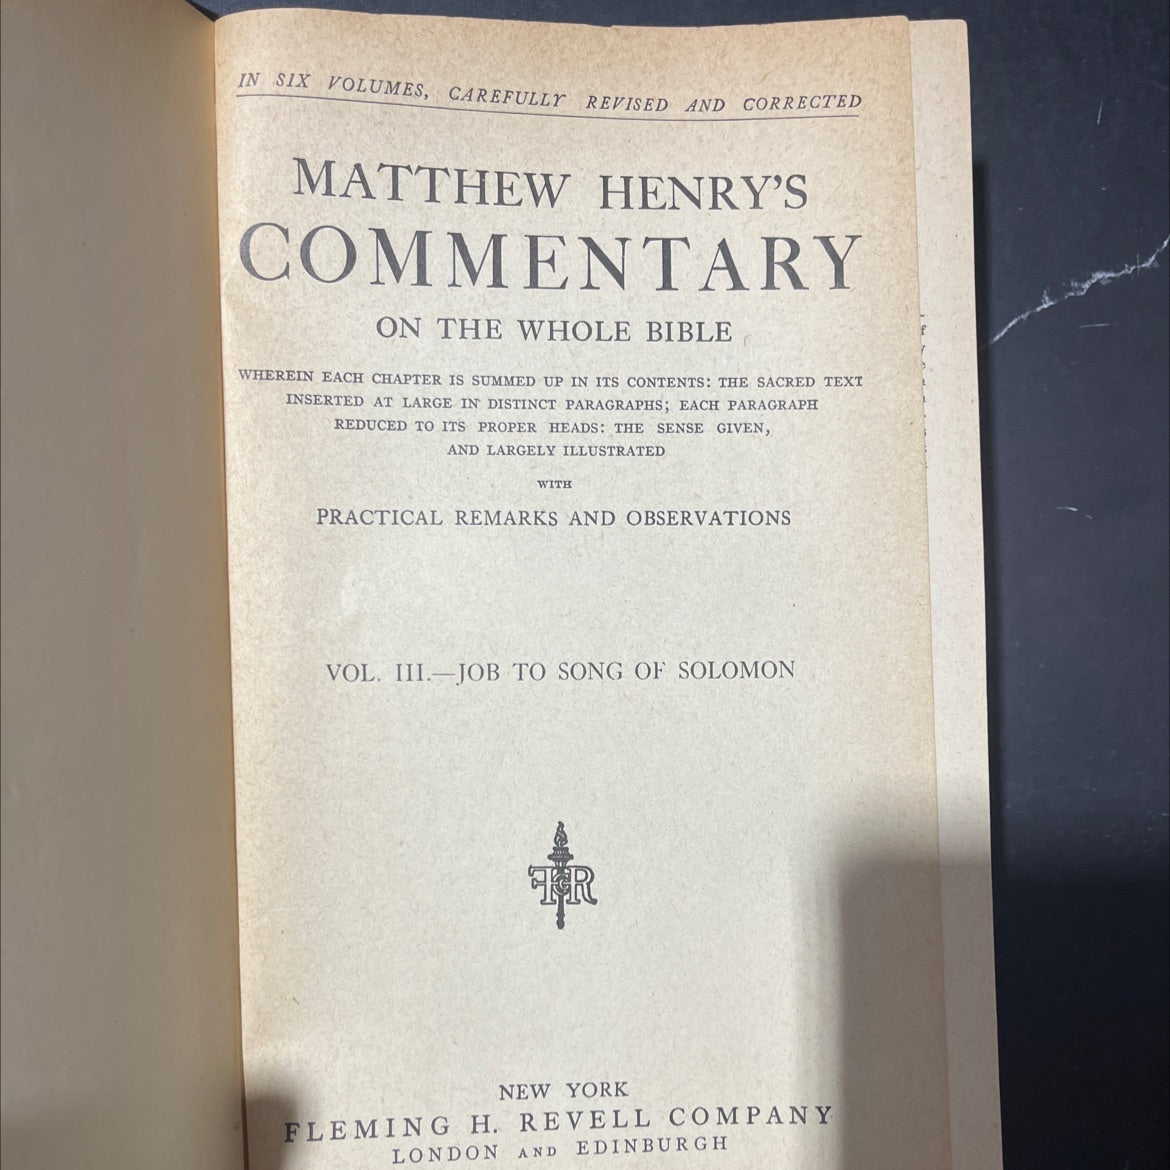 IN SIX VOLUMES, CAREFULLY REVISED AND CORRECTED
MATTHEW HENRY'S
COMMENTARY
ON THE WHOLE BIBLE
WHEREIN EACH CHAPTER IS SUMMED UP IN ITS CONTENTS: THE SACRED TEXT
INSERTED AT LARGE IN DISTINCT PARAGRAPHS; EACH PARAGRAPH
REDUCED TO ITS PROPER HEADS: THE SENSE GIVEN,
AND LARGELY ILLUSTRATED
WITH
PRACTICAL REMARKS AND OBSERVATIONS
VOL. III.—JOB TO SONG OF SOLOMON
NEW YORK
FLEMING H. REVELL COMPANY
LONDON AND EDINBURGH